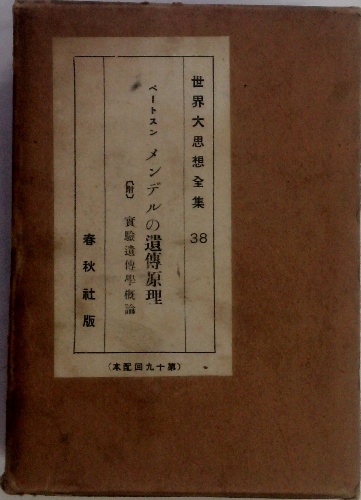 世界大思想全集 38
ベートスン メンデルの遺傳原理
〔附〕 實驗遺傳學概論
春秋社版
(第十九回配本)